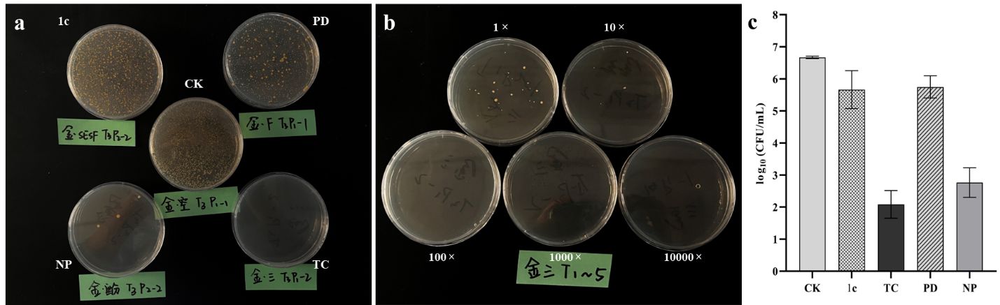 a
1c
PD
CK
金·SESF T3P2-2
金·F T3P1-1
金·空 T3P1-1
NP
TC
金·酚 T3P2-2
金·三 T3P1-2
b
1 ×
10 ×
100 ×
1000 ×
10000 ×
金三 T1~5
c
log10 (CFU/mL)
8
7
6
5
4
3
2
1
0
CK
1c
TC
PD
NP